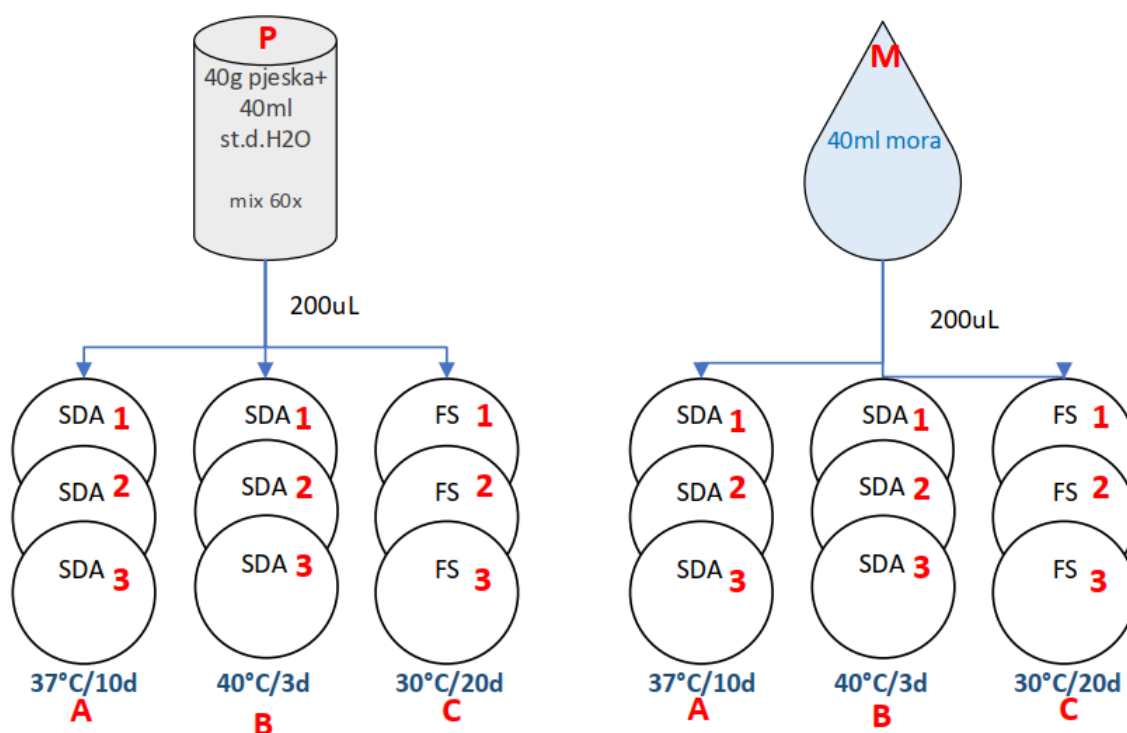 P
40g pjeska+
40ml
st.d.H2O
mix 60x
200uL
SDA 1
SDA 2
SDA 3
37°C/10d
A
SDA 1
SDA 2
SDA 3
40°C/3d
B
FS 1
FS 2
FS 3
30°C/20d
C
M
40ml mora
200uL
SDA 1
SDA 2
SDA 3
37°C/10d
A
SDA 1
SDA 2
SDA 3
40°C/3d
B
FS 1
FS 2
FS 3
30°C/20d
C